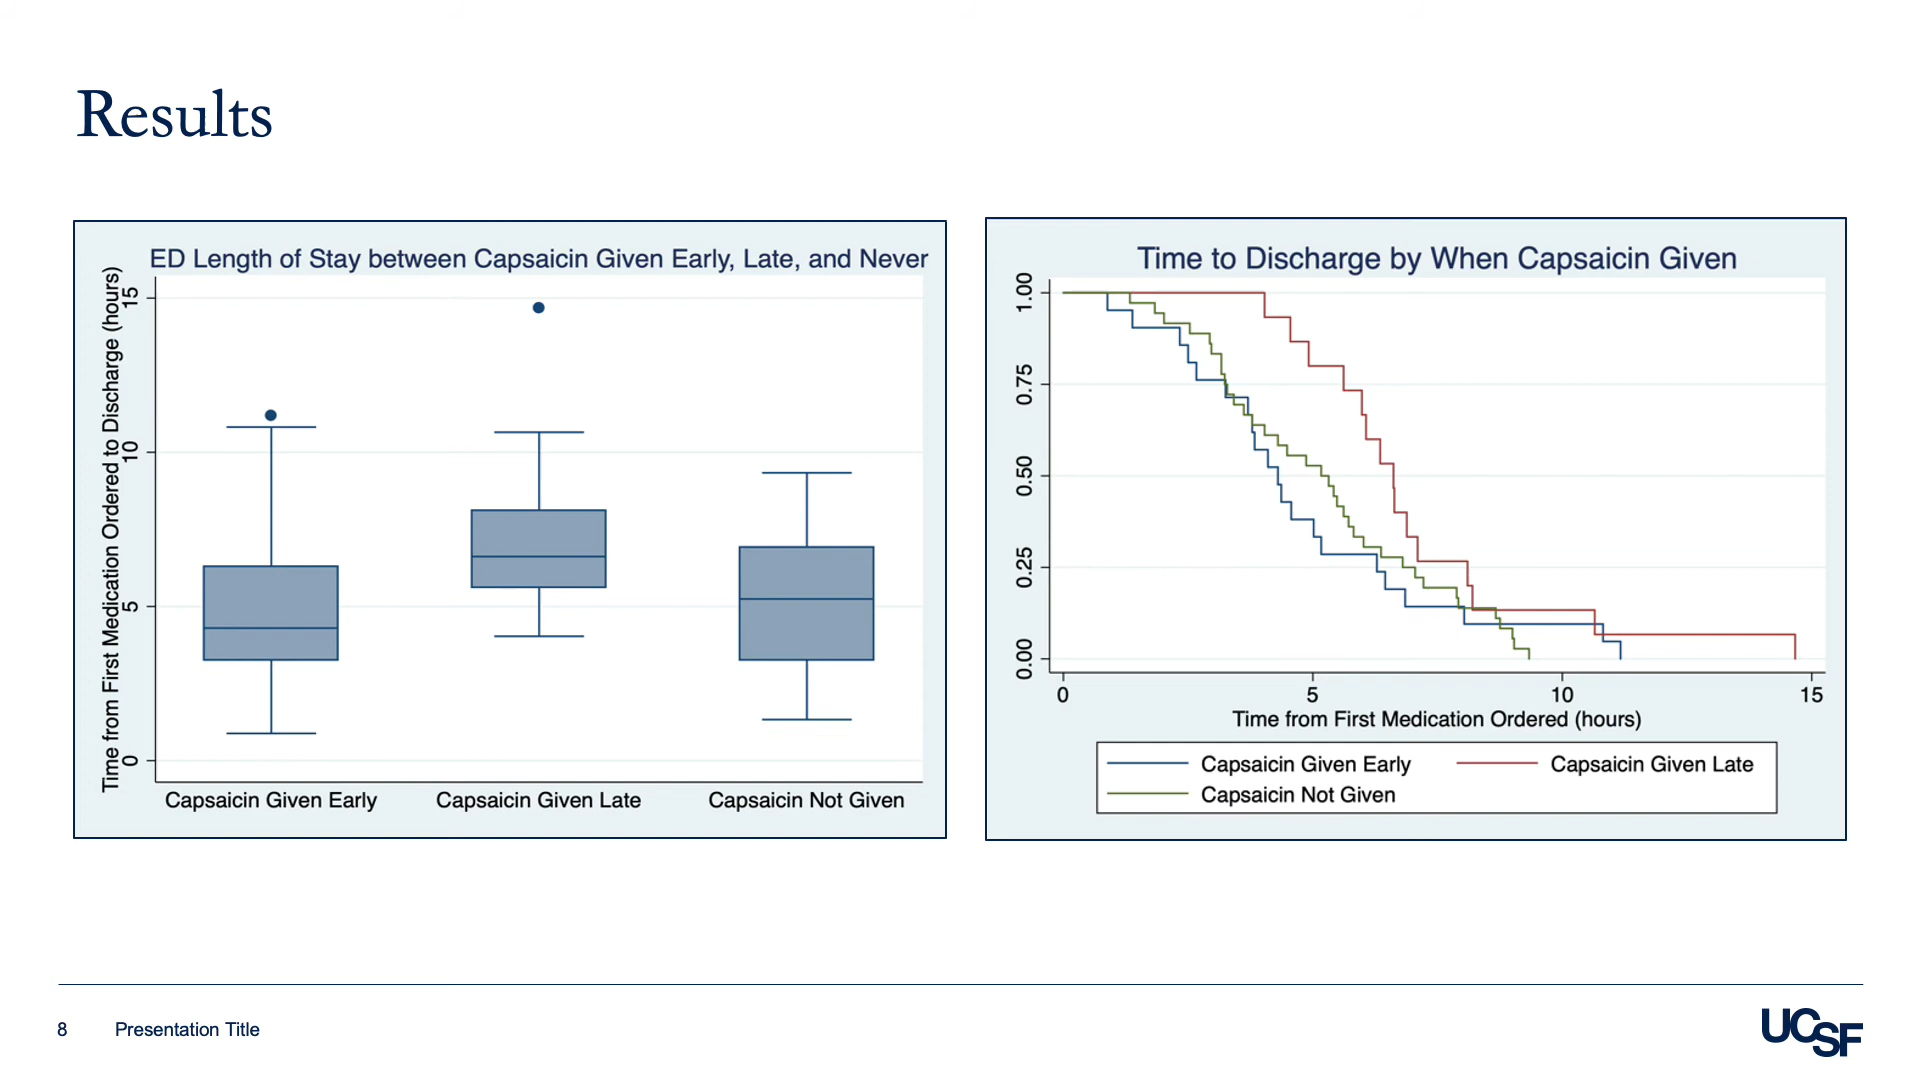 Results
ED Length of Stay between Capsaicin Given Early, Late, and Never
Time from First Medication Ordered to Discharge (hours)
15
10
5
0
Capsaicin Given Early
Capsaicin Given Late
Capsaicin Not Given
Time to Discharge by When Capsaicin Given
1.00
0.75
0.50
0.25
0.00
0
5
10
15
Time from First Medication Ordered (hours)
Capsaicin Given Early
Capsaicin Given Late
Capsaicin Not Given
8
Presentation Title
UCSF